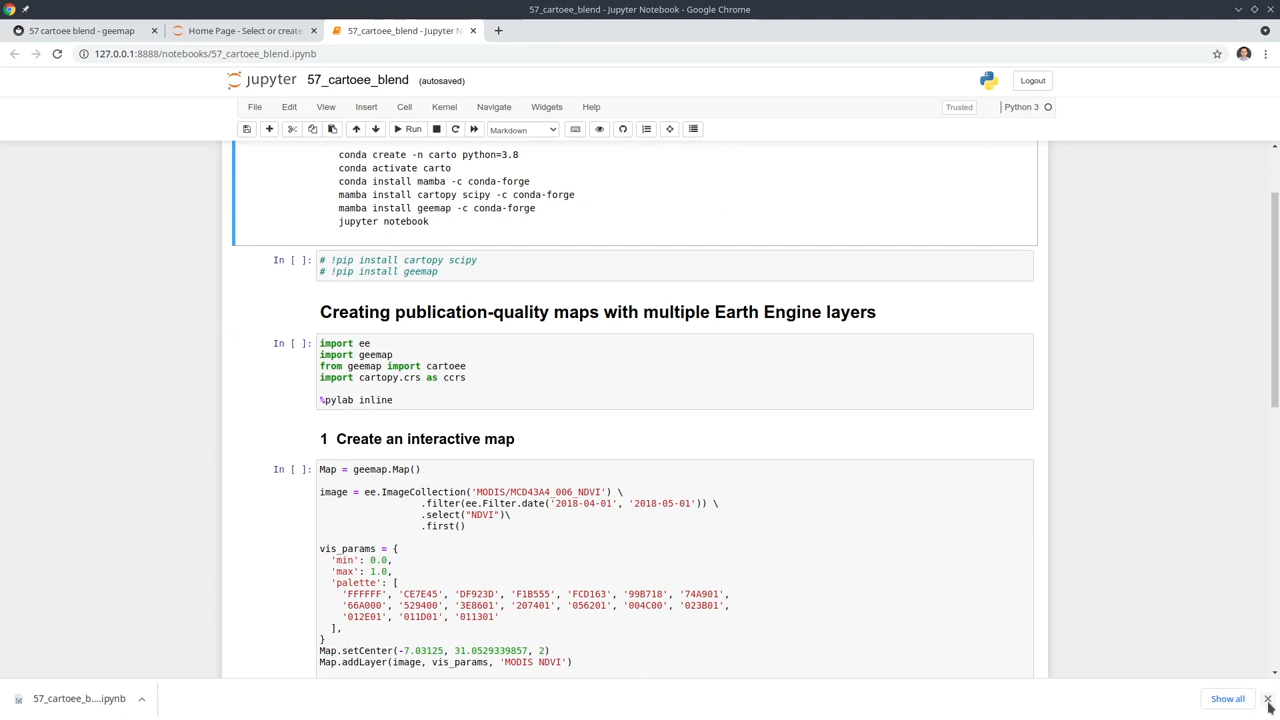 57_cartoee_blend - Jupyter Notebook - Google Chrome
57 cartoee blend - geemap
Home Page - Select or create
57_cartoee_blend - Jupyter N
127.0.0.1:8888/notebooks/57_cartoee_blend.ipynb
jupyter 57_cartoee_blend (autosaved)
Logout
File Edit View Insert Cell Kernel Navigate Widgets Help
Trusted
Python 3
Run
Markdown
conda create -n carto python=3.8
conda activate carto
conda install mamba -c conda-forge
mamba install cartopy scipy -c conda-forge
mamba install geemap -c conda-forge
jupyter notebook
In [ ]: # !pip install cartopy scipy
# !pip install geemap
Creating publication-quality maps with multiple Earth Engine layers
In [ ]: import ee
import geemap
from geemap import cartoee
import cartopy.crs as ccrs
%pylab inline
1 Create an interactive map
In [ ]: Map = geemap.Map()
image = ee.ImageCollection('MODIS/MCD43A4_006_NDVI') \
.filter(ee.Filter.date('2018-04-01', '2018-05-01')) \
.select("NDVI")\
.first()
vis_params = {
'min': 0.0,
'max': 1.0,
'palette': [
'FFFFFF', 'CE7E45', 'DF923D', 'F1B555', 'FCD163', '99B718', '74A901',
'66A000', '529400', '3E8601', '207401', '056201', '004C00', '023B01',
'012E01', '011D01', '011301'
],
}
Map.setCenter(-7.03125, 31.0529339857, 2)
Map.addLayer(image, vis_params, 'MODIS NDVI')
57_cartoee_b....ipynb
Show all